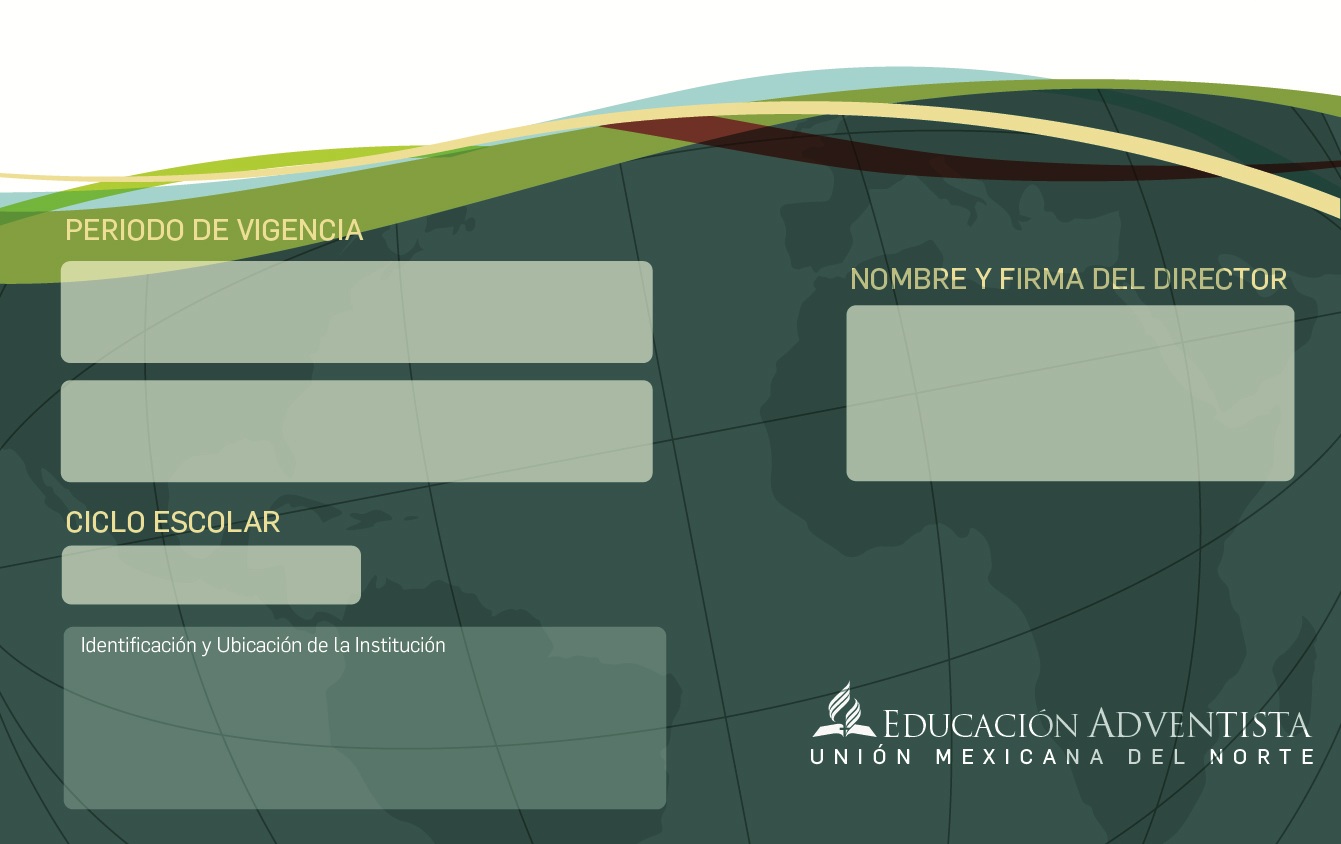 PERIODO DE VIGENCIA
NOMBRE Y FIRMA DEL DIRECTOR
CICLO ESCOLAR
Identificación y Ubicación de la Institución
EDUCACIÓN ADVENTISTA
UNIÓN MEXICANA DEL NORTE